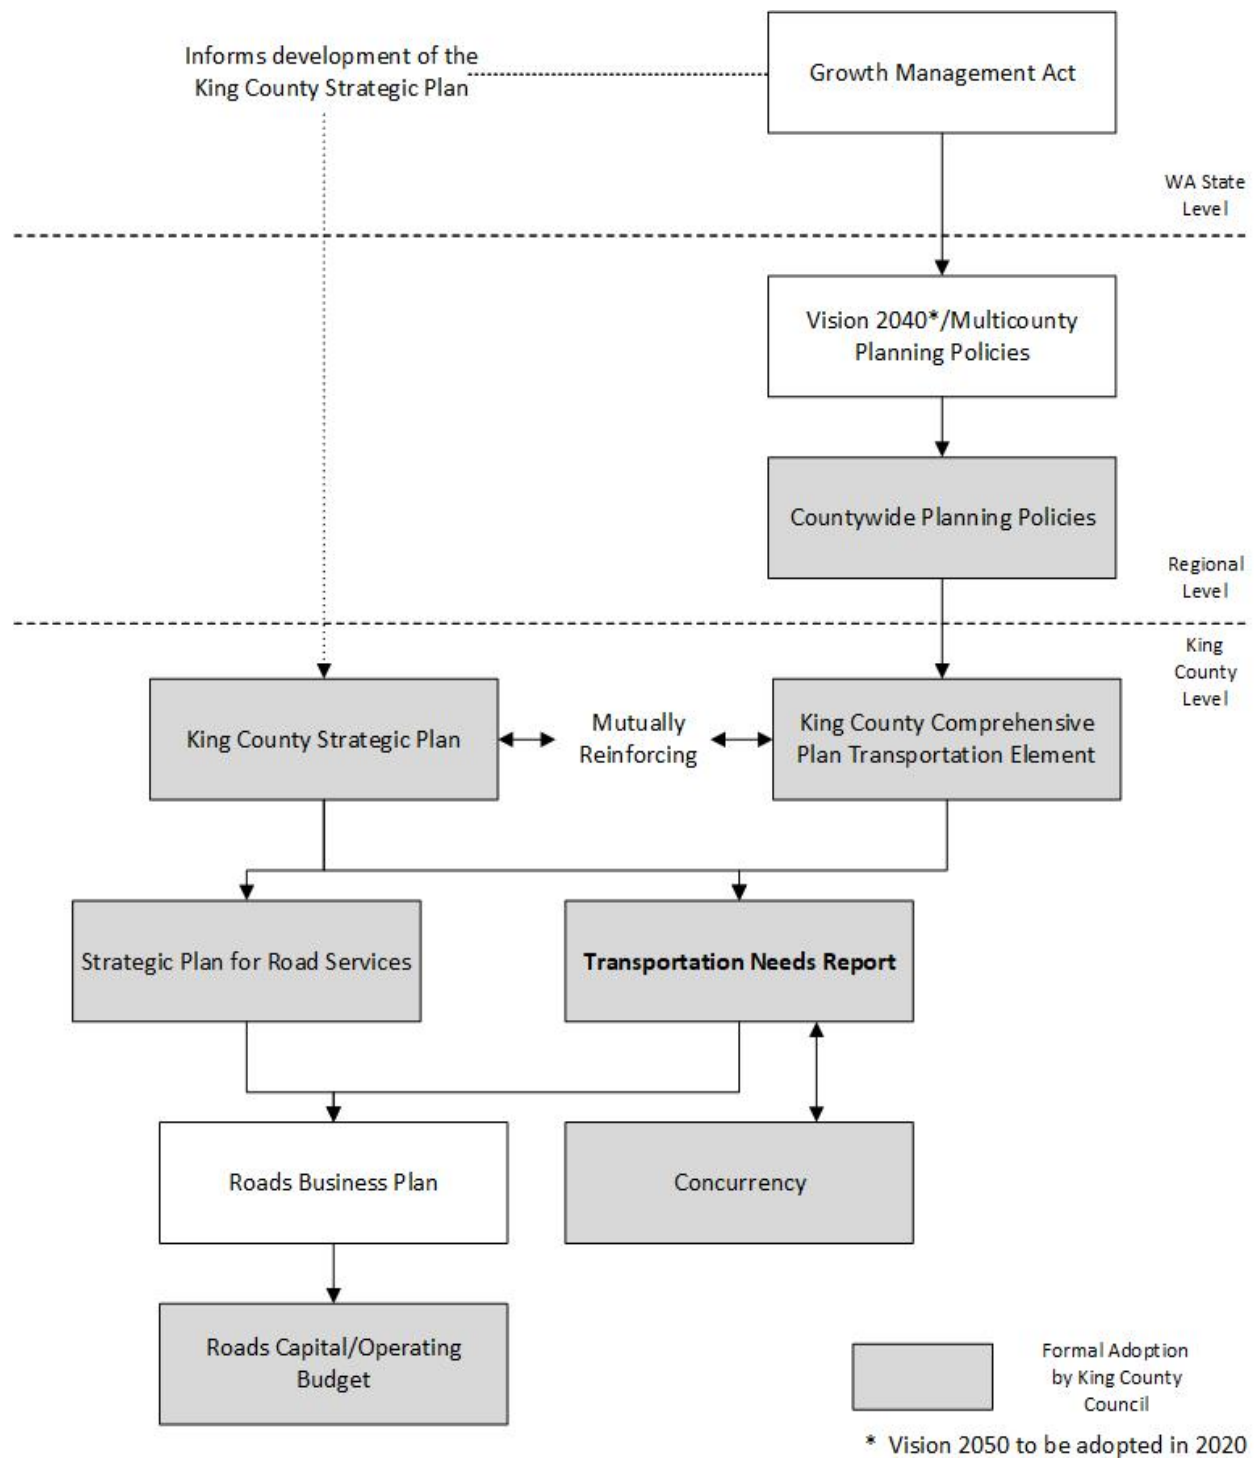 Informs development of the
King County Strategic Plan
Growth Management Act
WA State
Level
Vision 2040*/Multicounty
Planning Policies
Countywide Planning Policies
Regional
Level
King
County
Level
King County Strategic Plan
Mutually
Reinforcing
King County Comprehensive
Plan Transportation Element
Strategic Plan for Road Services
Transportation Needs Report
Roads Business Plan
Concurrency
Roads Capital/Operating
Budget
Formal Adoption
by King County
Council
* Vision 2050 to be adopted in 2020